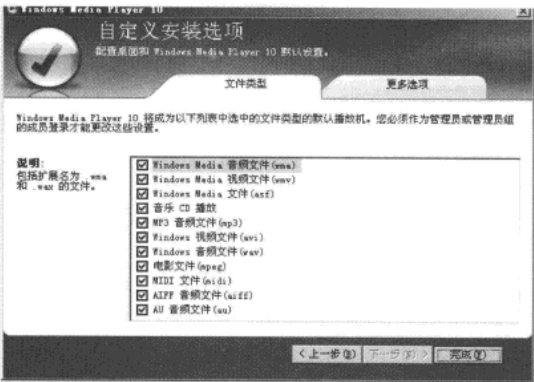 Windows Media Player 10
自定义安装选项
配置桌面和 Windows Media Player 10 默认设置。
文件类型
更多选项
Windows Media Player 10 将成为以下列表中选中的文件类型的默认播放机。您必须作为管理员或管理员组
的成员登录才能更改这些设置。
说明:
包括扩展名为 .wma
和 .wax 的文件。
Windows Media 音频文件(wma)
Windows Media 视频文件(wmv)
Windows Media 文件(asf)
音乐 CD 播放
MP3 音频文件(mp3)
Windows 视频文件(avi)
Windows 音频文件(wav)
电影文件(mpeg)
MIDI 文件(midi)
AIFF 音频文件(aiff)
AU 音频文件(au)
<上一步(B)
下一步(N)>
完成(F)